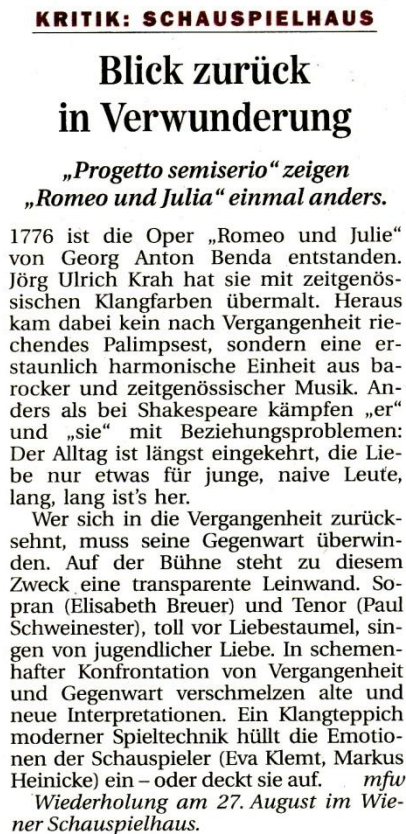 KRITIK: SCHAUSPIELHAUS
Blick zurück
in Verwunderung
„Progetto semiserio“ zeigen
„Romeo und Julia“ einmal anders.
1776 ist die Oper „Romeo und Julie“
von Georg Anton Benda entstanden.
Jörg Ulrich Krah hat sie mit zeitgenös-
sischen Klangfarben übermalt. Heraus
kam dabei kein nach Vergangenheit rie-
chendes Palimpsest, sondern eine er-
staunlich harmonische Einheit aus ba-
rocker und zeitgenössischer Musik. An-
ders als bei Shakespeare kämpfen „er“
und „sie“ mit Beziehungsproblemen:
Der Alltag ist längst eingekehrt, die Lie-
be nur etwas für junge, naive Leute,
lang, lang ist's her.
Wer sich in die Vergangenheit zurück-
sehnt, muss seine Gegenwart überwin-
den. Auf der Bühne steht zu diesem
Zweck eine transparente Leinwand. So-
pran (Elisabeth Breuer) und Tenor (Paul
Schweinester), toll vor Liebestaumel, sin-
gen von jugendlicher Liebe. In schemen-
hafter Konfrontation von Vergangenheit
und Gegenwart verschmelzen alte und
neue Interpretationen. Ein Klangteppich
moderner Spieltechnik hüllt die Emotio-
nen der Schauspieler (Eva Klemt, Markus
Heinicke) ein – oder deckt sie auf. mfw
Wiederholung am 27. August im Wie-
ner Schauspielhaus.